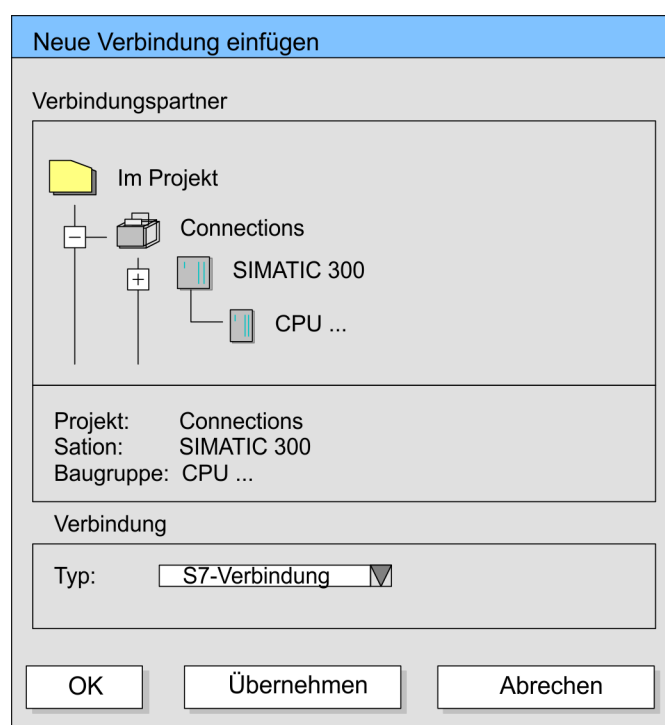 Neue Verbindung einfügen
Verbindungspartner
Im Projekt
Connections
SIMATIC 300
CPU ...
Projekt: Connections
Sation: SIMATIC 300
Baugruppe: CPU ...
Verbindung
Typ: S7-Verbindung
OK Übernehmen Abrechen